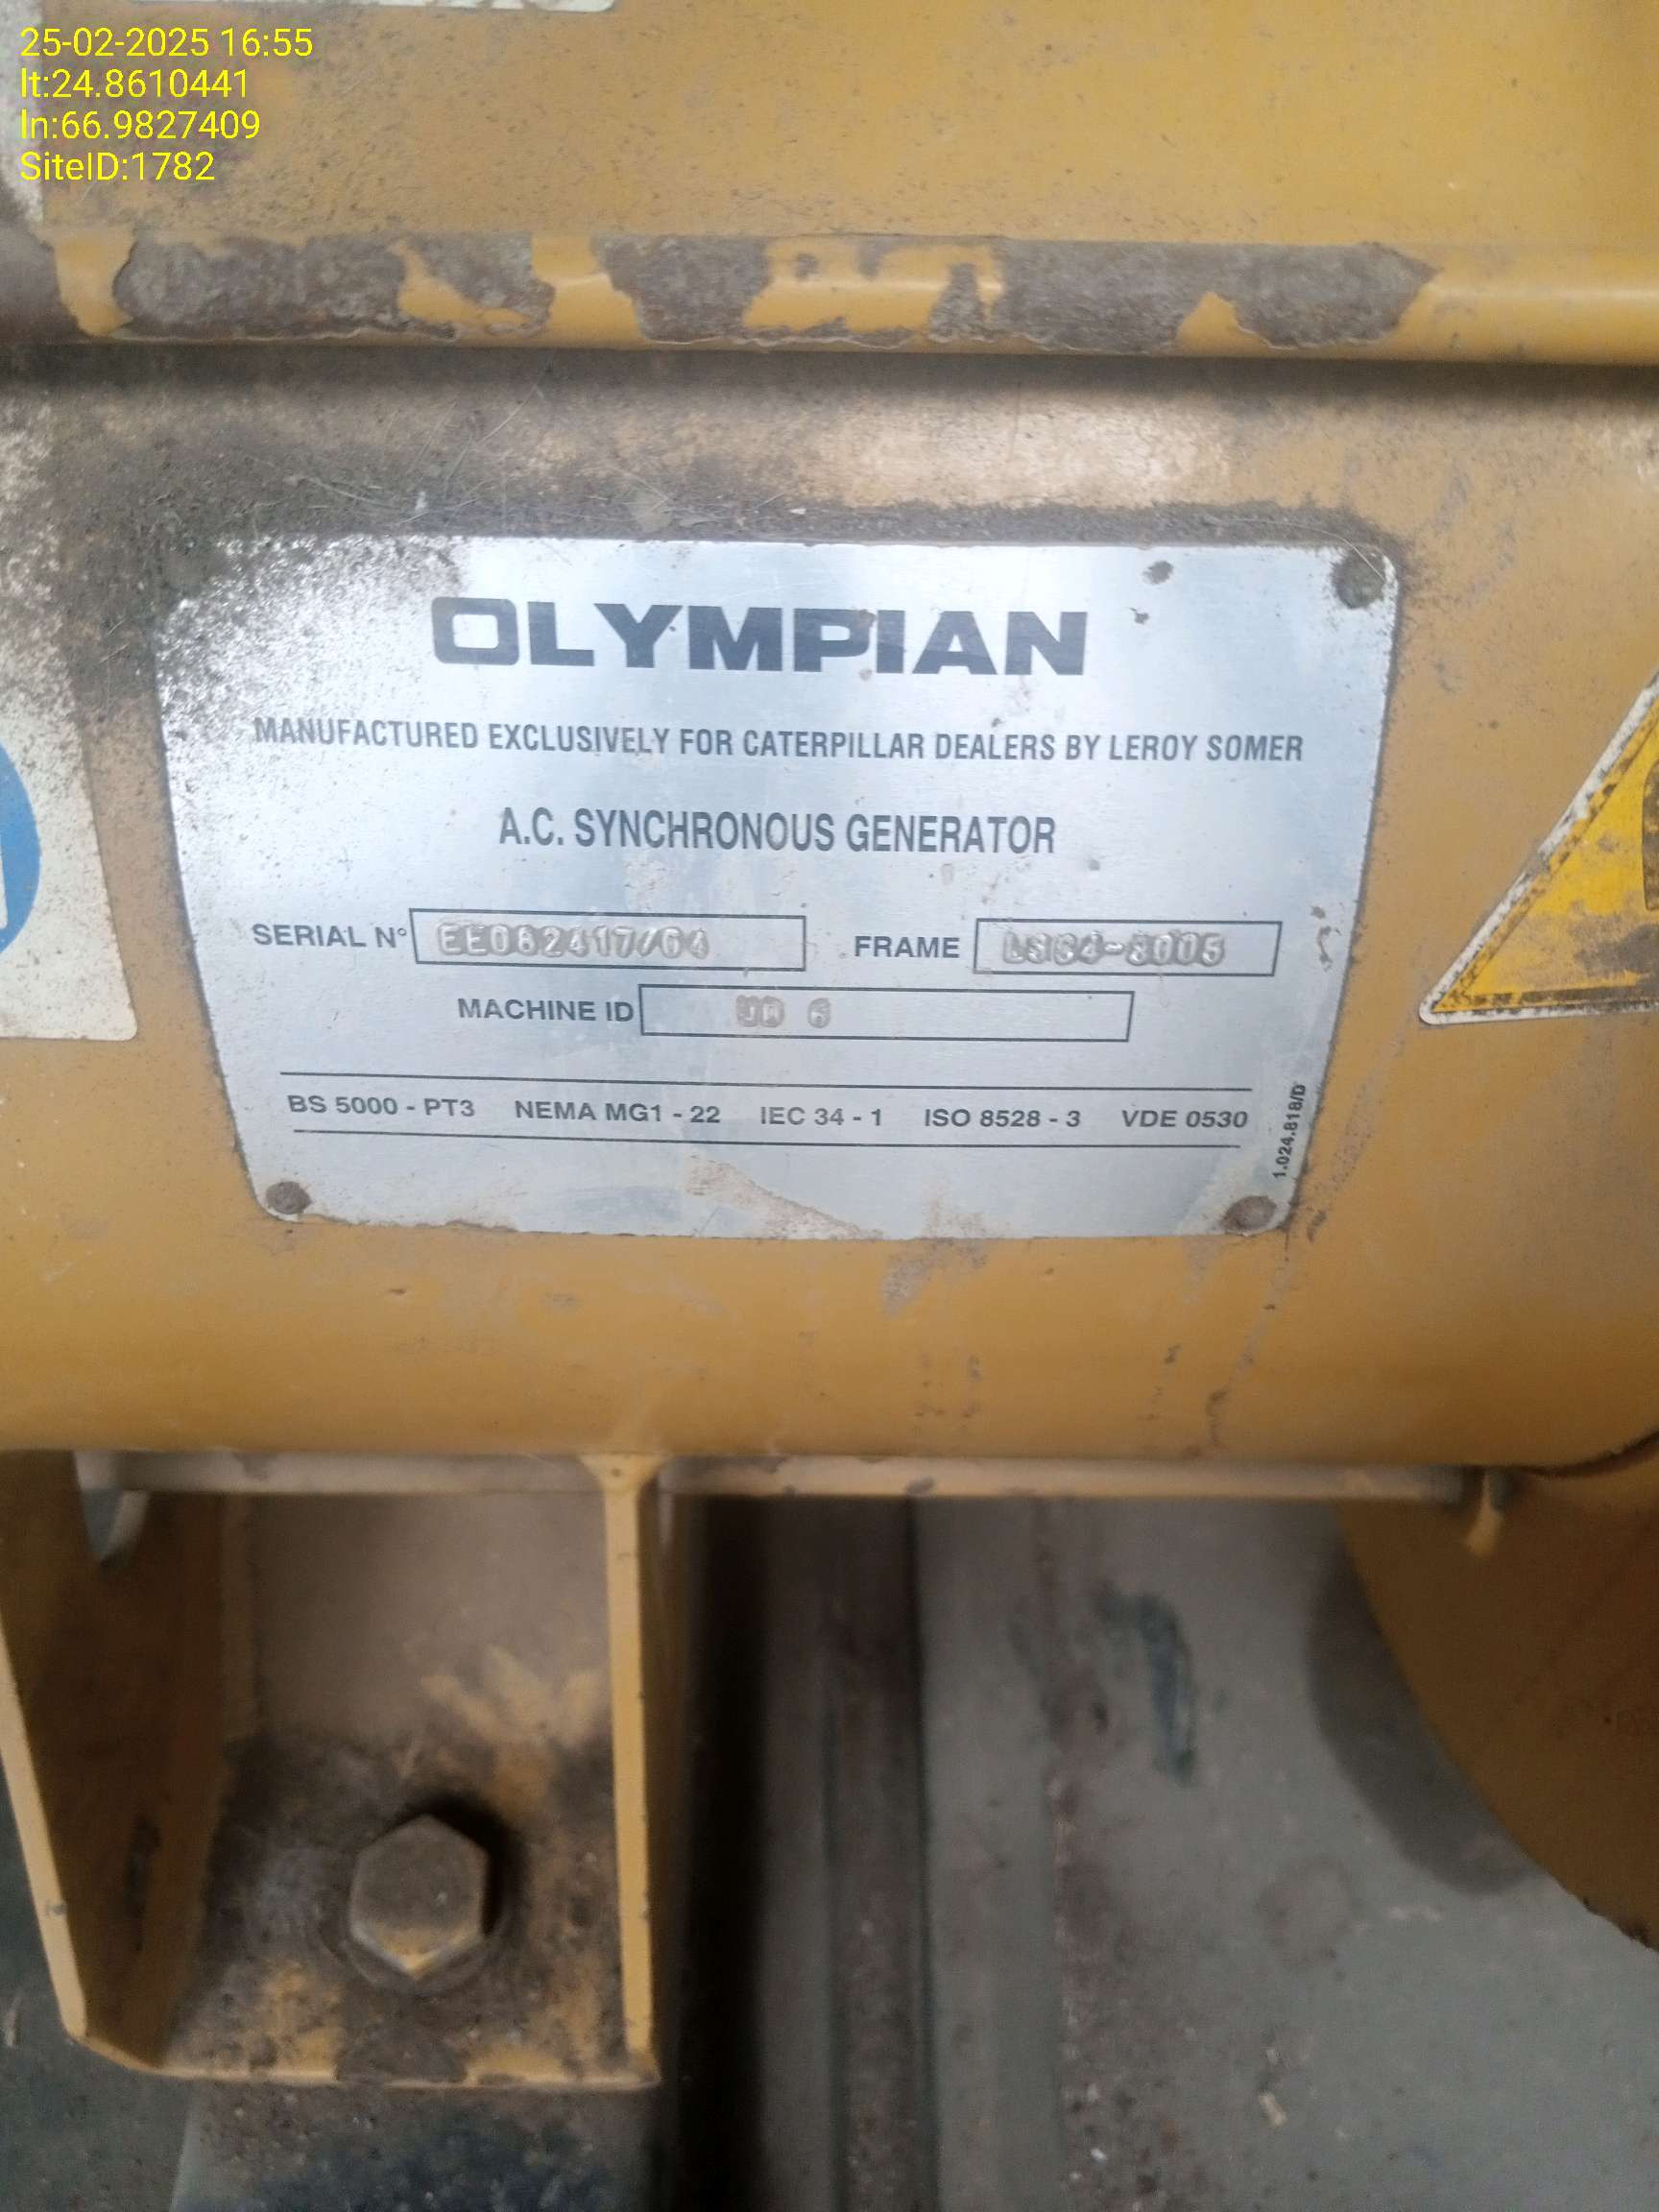 25-02-2025 16:55
lt:24.8610441
ln:66.9827409
SiteID:1782
OLYMPIAN
MANUFACTURED EXCLUSIVELY FOR CATERPILLAR DEALERS BY LEROY SOMER
A.C. SYNCHRONOUS GENERATOR
SERIAL N° EE082417/04 FRAME
MACHINE ID
BS 5000 - PT3 NEMA MG1 - 22 IEC 34 - 1 ISO 8528 - 3 VDE 0530
1.024.818/D